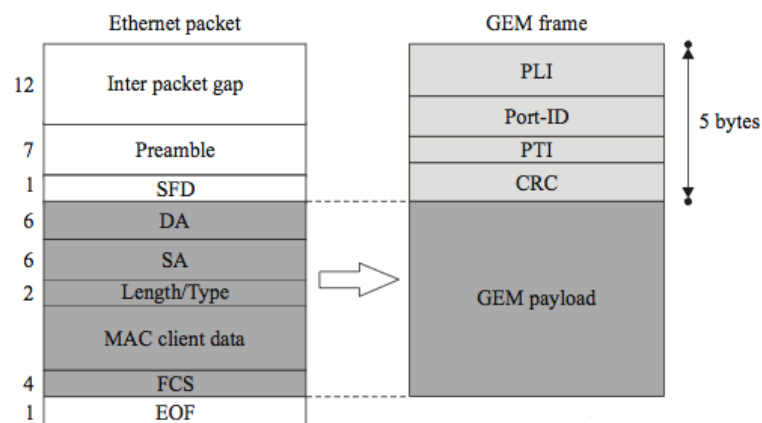 Ethernet packet
GEM frame
12 Inter packet gap
7 Preamble
1 SFD
6 DA
6 SA
2 Length/Type
MAC client data
4 FCS
1 EOF
PLI
Port-ID
PTI
CRC
5 bytes
GEM payload